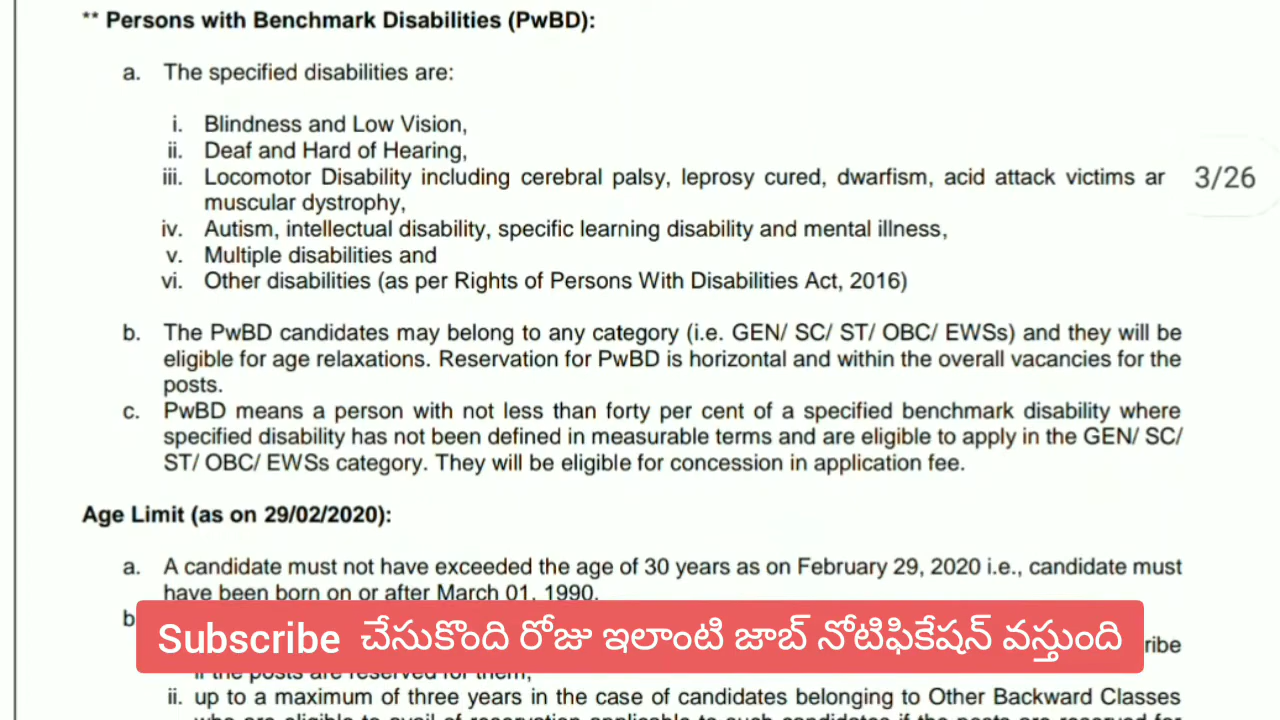 ** Persons with Benchmark Disabilities (PwBD):
a. The specified disabilities are:
i. Blindness and Low Vision,
ii. Deaf and Hard of Hearing,
iii. Locomotor Disability including cerebral palsy, leprosy cured, dwarfism, acid attack victims ar
3/26
muscular dystrophy,
iv. Autism, intellectual disability, specific learning disability and mental illness,
v. Multiple disabilities and
vi. Other disabilities (as per Rights of Persons With Disabilities Act, 2016)
b. The PwBD candidates may belong to any category (i.e. GEN/ SC/ ST/ OBC/ EWSs) and they will be
eligible for age relaxations. Reservation for PwBD is horizontal and within the overall vacancies for the
posts.
c. PwBD means a person with not less than forty per cent of a specified benchmark disability where
specified disability has not been defined in measurable terms and are eligible to apply in the GEN/ SC/
ST/ OBC/ EWSs category. They will be eligible for concession in application fee.
Age Limit (as on 29/02/2020):
a. A candidate must not have exceeded the age of 30 years as on February 29, 2020 i.e., candidate must
have been born on or after March 01, 1990.
b
Subscribe చేసుకొంది రోజు ఇలాంటి జాబ్ నోటిఫికేషన్ వస్తుంది
ribe
if the posts are reserved for them,
ii. up to a maximum of three years in the case of candidates belonging to Other Backward Classes